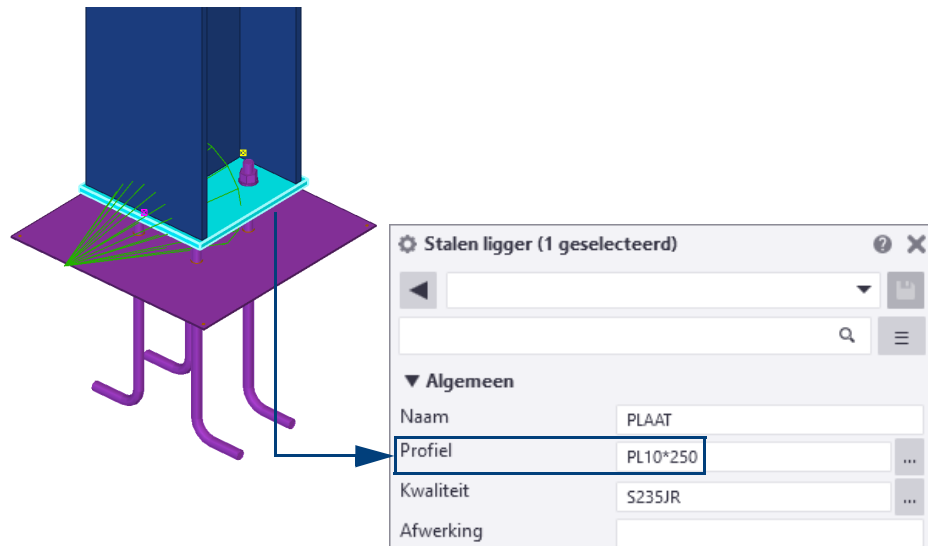 Stalen ligger (1 geselecteerd)
Algemeen
Naam PLAAT
Profiel PL10*250 ...
Kwaliteit S235JR ...
Afwerking